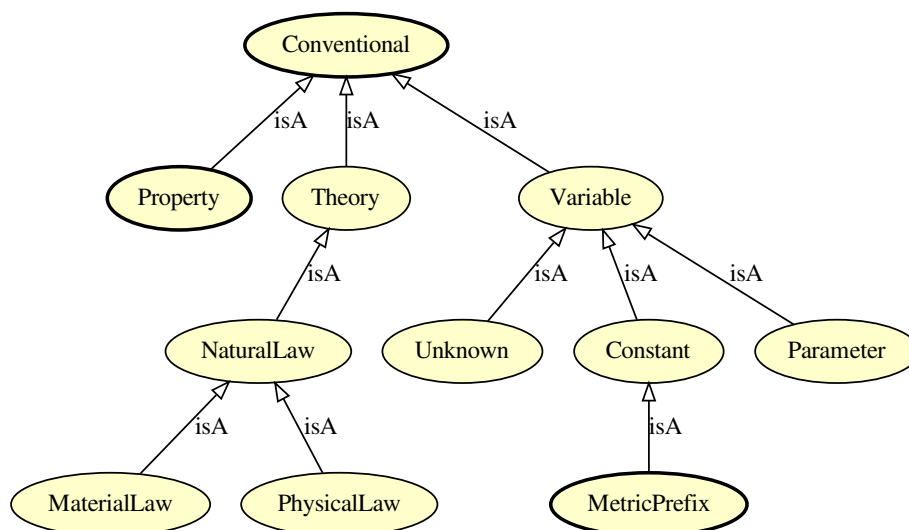 Conventional
isA
isA
isA
Property
Theory
Variable
isA
isA
isA
isA
NaturalLaw
Unknown
Constant
Parameter
isA
isA
isA
MaterialLaw
PhysicalLaw
MetricPrefix